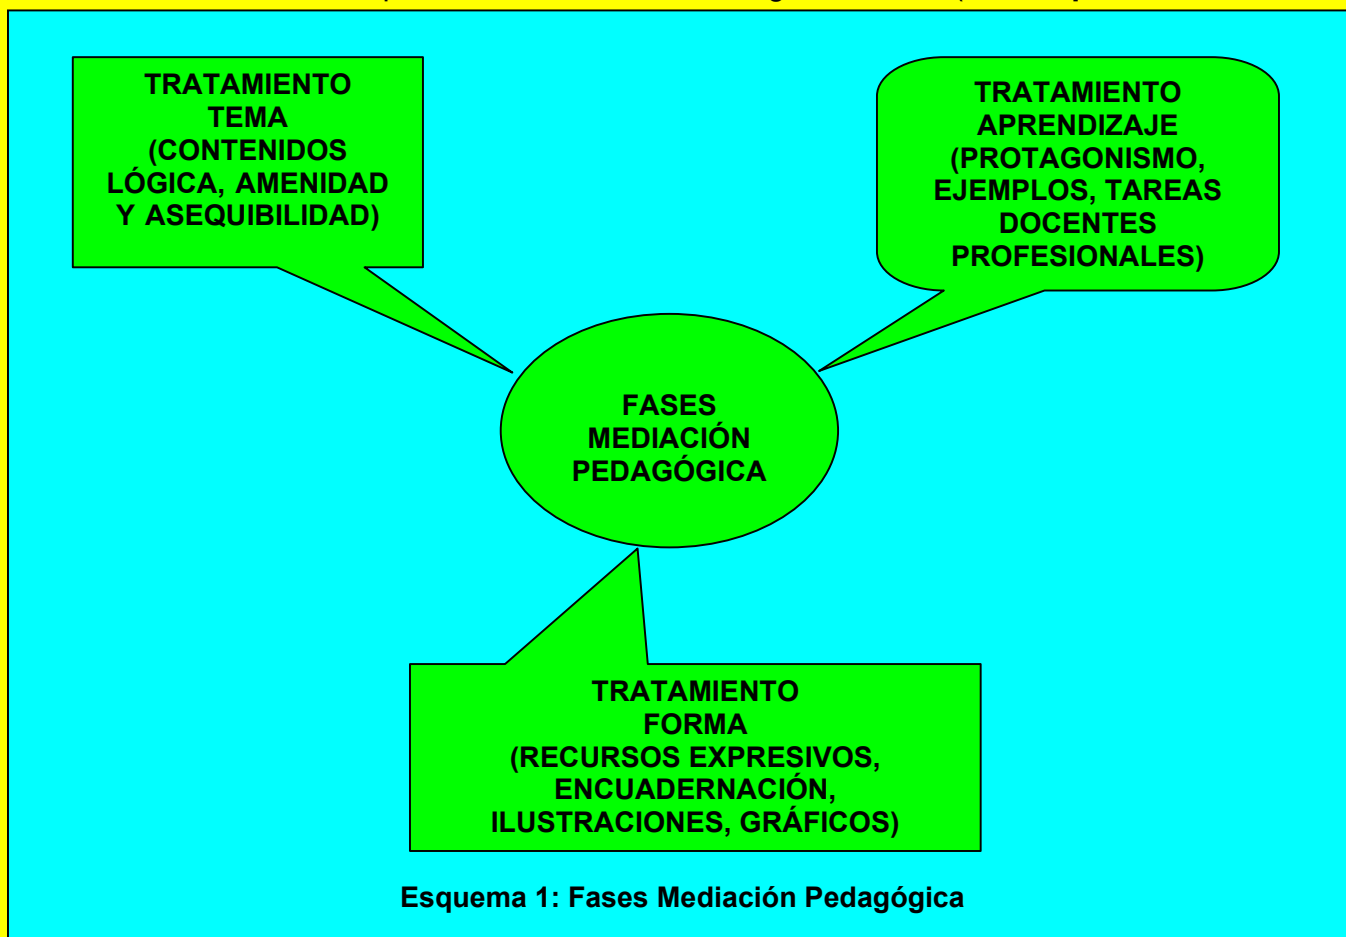 TRATAMIENTO
TEMA
(CONTENIDOS
LÓGICA, AMENIDAD
Y ASEQUIBILIDAD)
TRATAMIENTO
APRENDIZAJE
(PROTAGONISMO,
EJEMPLOS, TAREAS
DOCENTES
PROFESIONALES)
FASES
MEDIACIÓN
PEDAGÓGICA
TRATAMIENTO
FORMA
(RECURSOS EXPRESIVOS,
ENCUADERNACIÓN,
ILUSTRACIONES, GRÁFICOS)
Esquema 1: Fases Mediación Pedagógica